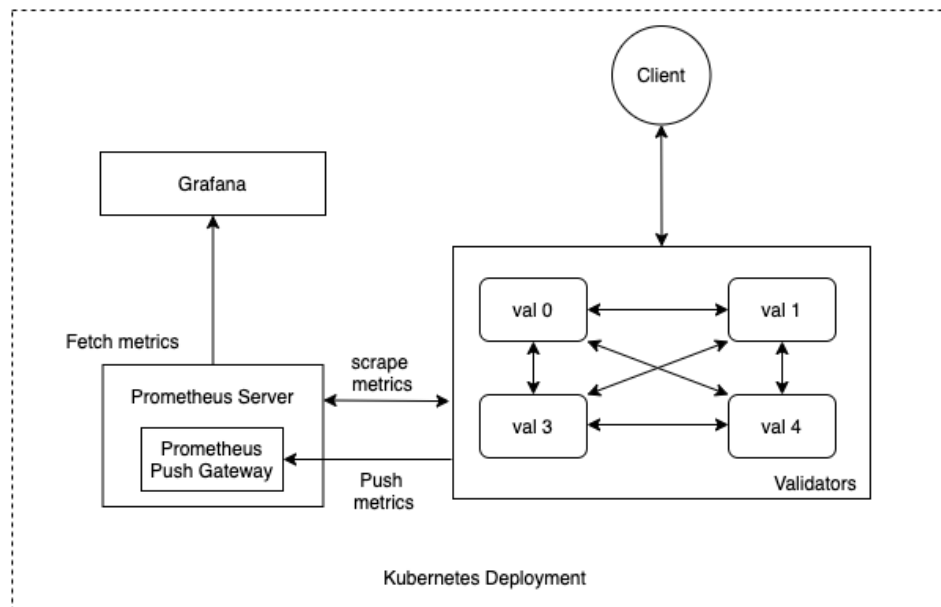 Client
Grafana
val 0
val 1
Fetch metrics
scrape
metrics
Prometheus Server
val 3
val 4
Prometheus
Push Gateway
Push
metrics
Validators
Kubernetes Deployment